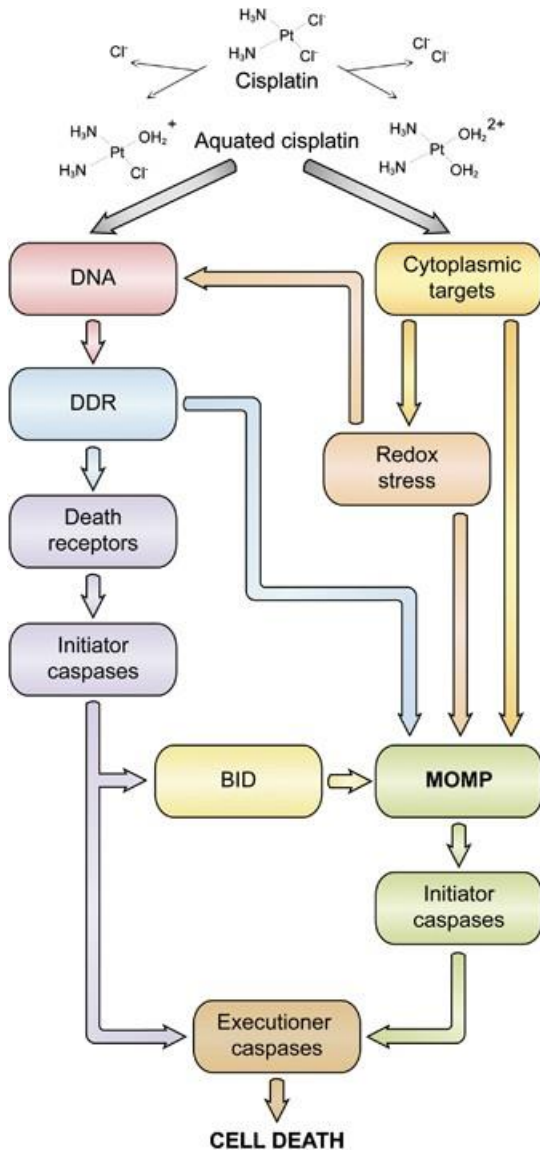 H₃N Cl⁻
Pt
H₃N Cl⁻
Cl⁻
Cl⁻
Cl⁻
Cisplatin
H₃N OH₂ +
Pt
H₃N Cl⁻
Aquated cisplatin
H₃N OH₂ 2+
Pt
H₃N OH₂
DNA
Cytoplasmic
targets
DDR
Redox
stress
Death
receptors
Initiator
caspases
BID
MOMP
Initiator
caspases
Executioner
caspases
CELL DEATH